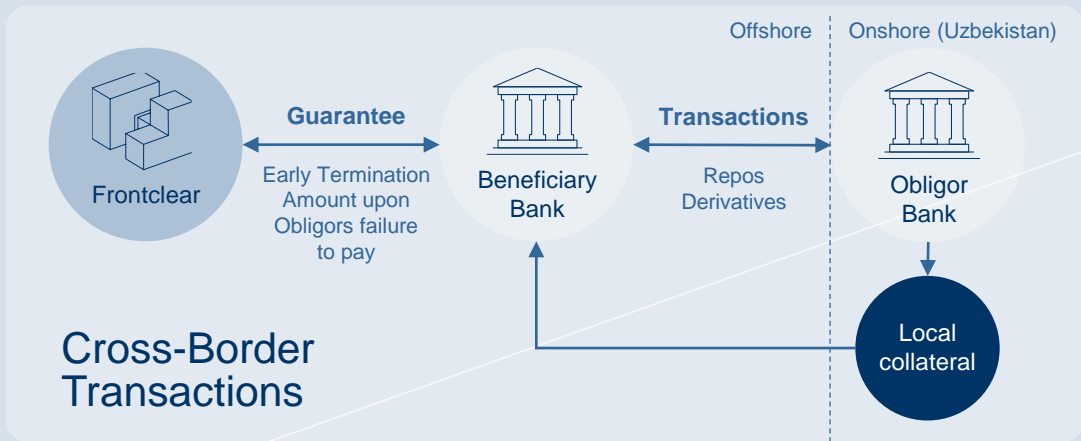 Offshore
Onshore (Uzbekistan)
Guarantee
Transactions
Early Termination
Amount upon
Obligors failure
to pay
Repos
Derivatives
Frontclear
Beneficiary
Bank
Obligor
Bank
Local
collateral
Cross-Border
Transactions